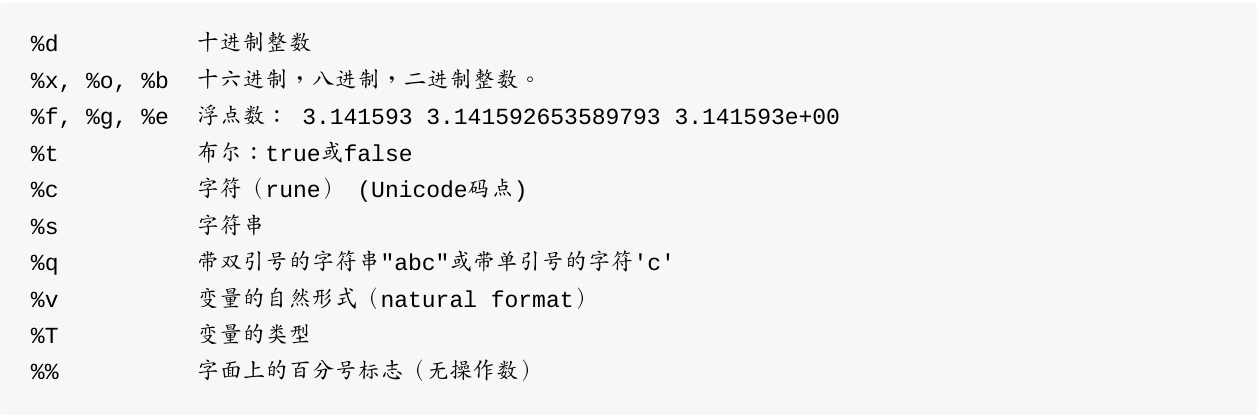 %d 十进制整数
%x, %o, %b 十六进制，八进制，二进制整数。
%f, %g, %e 浮点数： 3.141593 3.141592653589793 3.141593e+00
%t 布尔：true或false
%c 字符（rune） (Unicode码点)
%s 字符串
%q 带双引号的字符串"abc"或带单引号的字符'c'
%v 变量的自然形式（natural format）
%T 变量的类型
%% 字面上的百分号标志（无操作数）